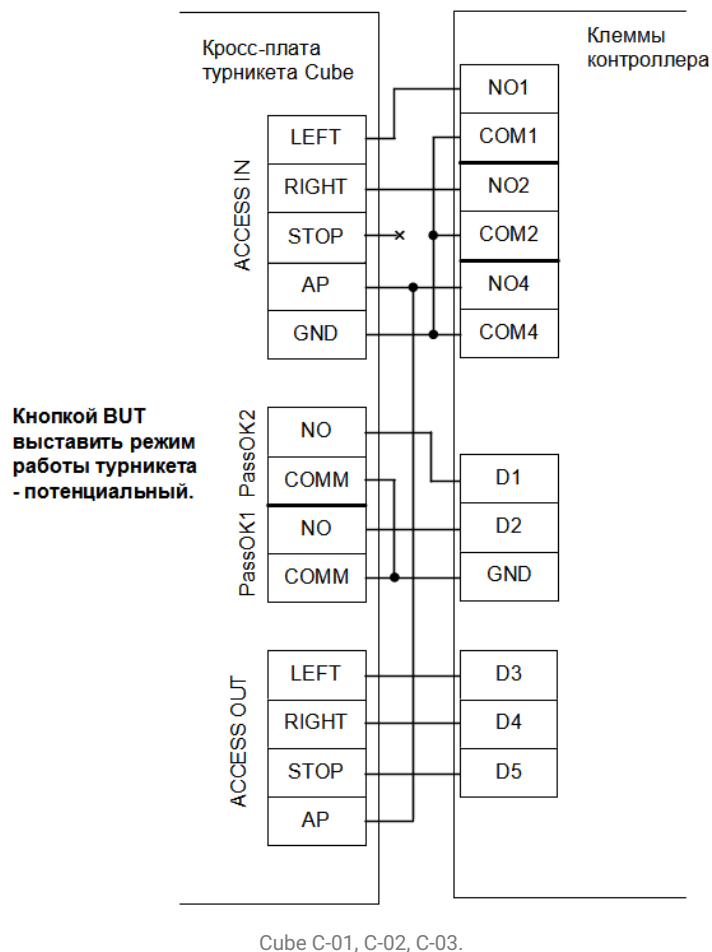 Кросс-плата
турникета Cube
Клеммы
контроллера
ACCESS IN
LEFT
RIGHT
STOP
AP
GND
NO1
COM1
NO2
COM2
NO4
COM4
Кнопкой BUT
выставить режим
работы турникета
- потенциальный.
PassOK2
NO
COMM
PassOK1
NO
COMM
D1
D2
GND
ACCESS OUT
LEFT
RIGHT
STOP
AP
D3
D4
D5
Cube C-01, C-02, C-03.